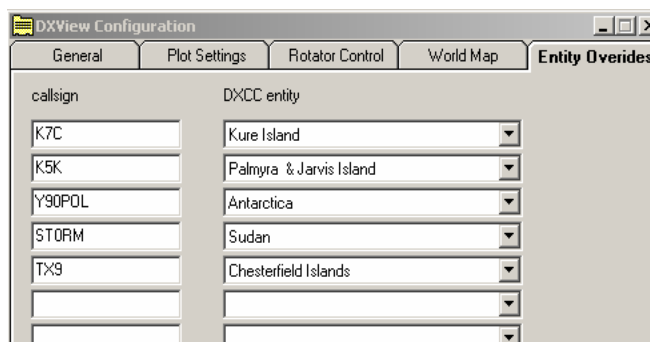 DXView Configuration
General Plot Settings Rotator Control World Map Entity Overides
callsign DXCC entity
K7C Kure Island
K5K Palmyra & Jarvis Island
Y90POL Antarctica
ST0RM Sudan
TX9 Chesterfield Islands